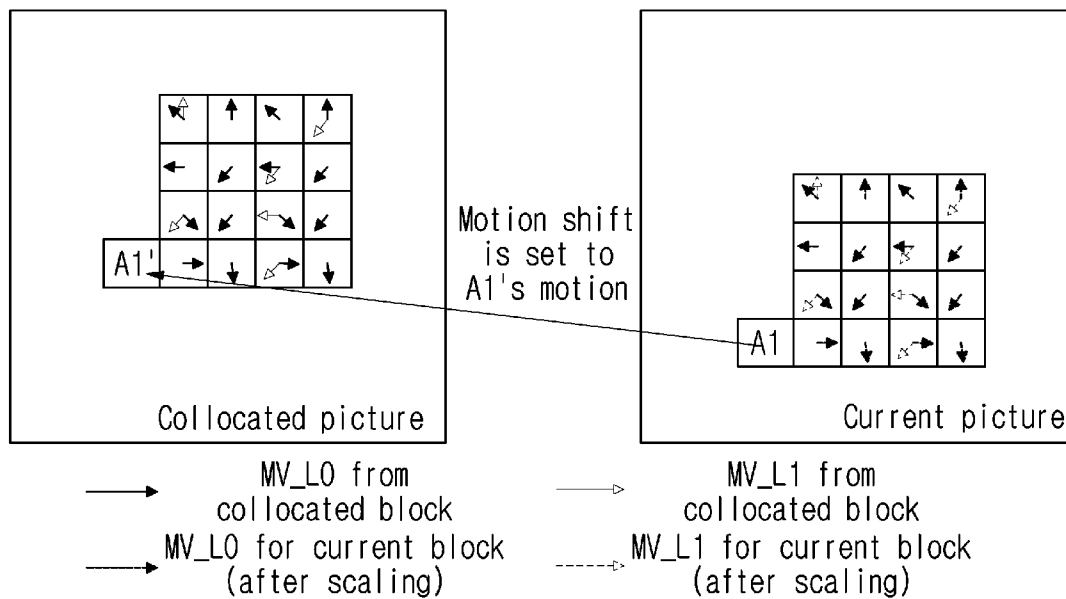 A1'
Motion shift
is set to
A1's motion
A1
Collocated picture
Current picture
MV_L0 from
collocated block
MV_L1 from
collocated block
MV_L0 for current block
(after scaling)
MV_L1 for current block
(after scaling)